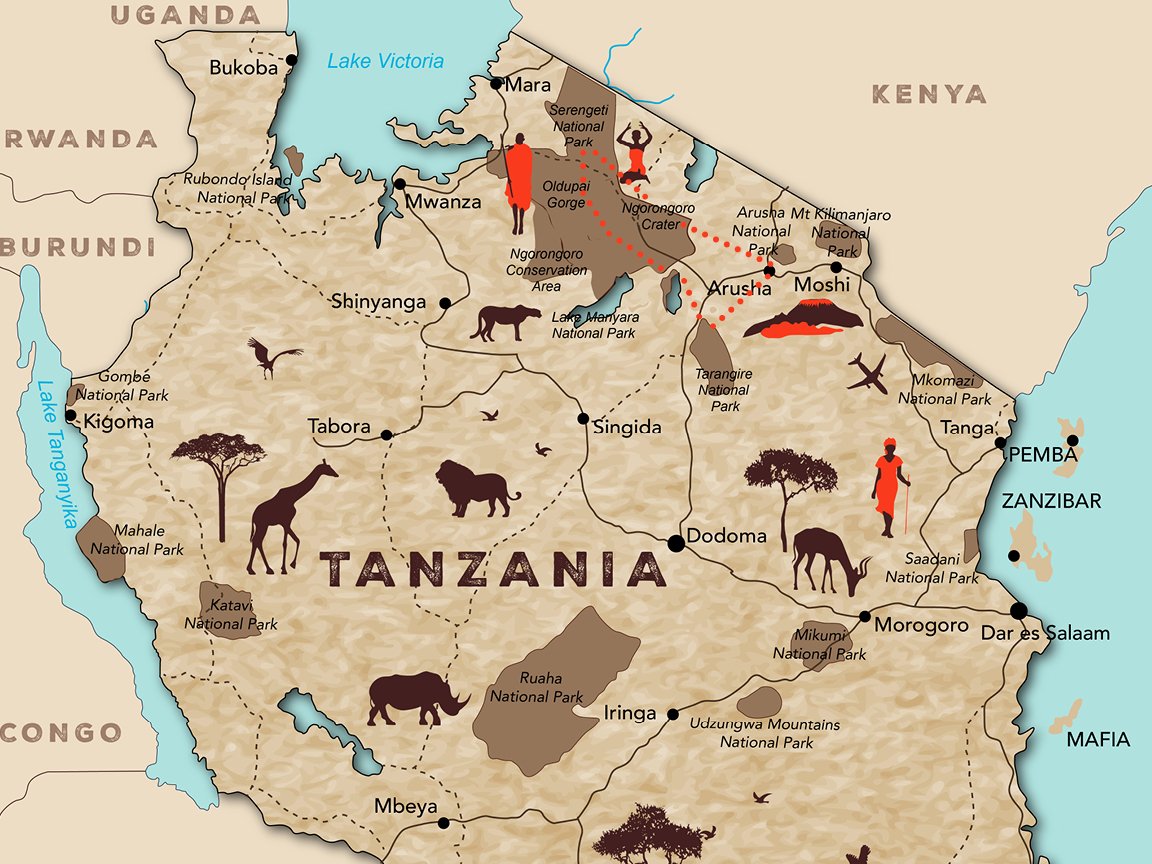 UGANDA
Lake Victoria
Bukoba
Mara
KENYA
Serengeti
National
Park
RWANDA
Rubondo Island
National Park
Mwanza
Oldupai
Gorge
Ngorongoro
Crater
Arusha
National
Park
Mt Kilimanjaro
National
Park
BURUNDI
Ngorongoro
Conservation
Area
Arusha
Moshi
Shinyanga
Lake Manyara
National Park
Gombe
National Park
Kigoma
Lake Tanganyika
Tabora
Singida
Tarangire
National
Park
Mkomazi
National Park
Tanga
PEMBA
ZANZIBAR
Mahale
National Park
Dodoma
TANZANIA
Saadani
National Park
Katavi
National Park
Morogoro
Dar es Salaam
Mikumi
National Park
Ruaha
National Park
Iringa
Udzungwa Mountains
National Park
CONGO
MAFIA
Mbeya